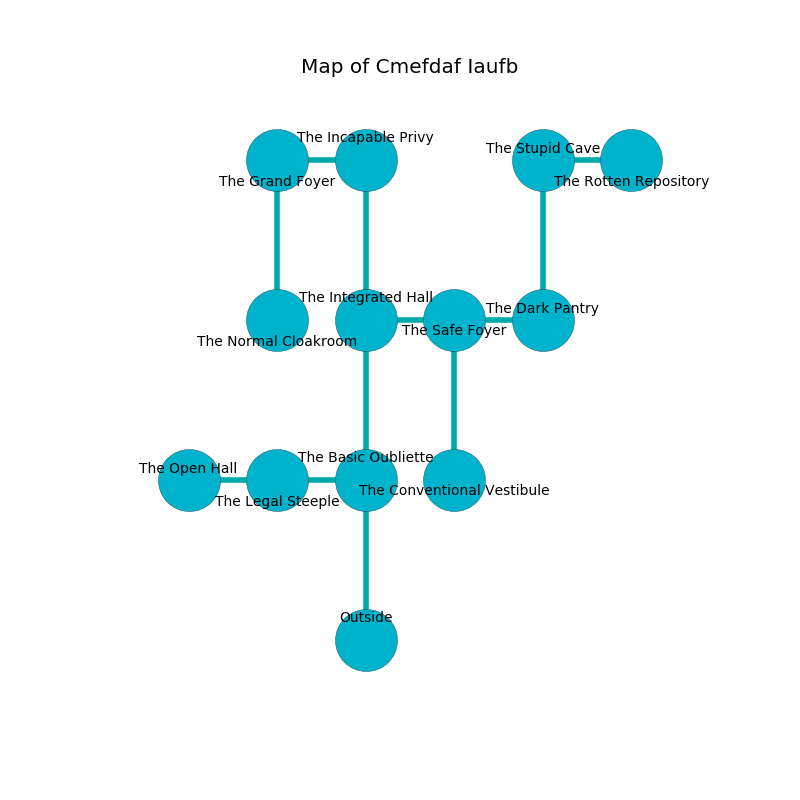 Map of Cmefdaf Iaufb
The Incapable Privy
The Stupid Cave
The Grand Foyer
The Rotten Repository
The Integrated Hall
The Dark Pantry
The Safe Foyer
The Normal Cloakroom
The Basic Oubliette
The Open Hall
The Conventional Vestibule
The Legal Steeple
Outside